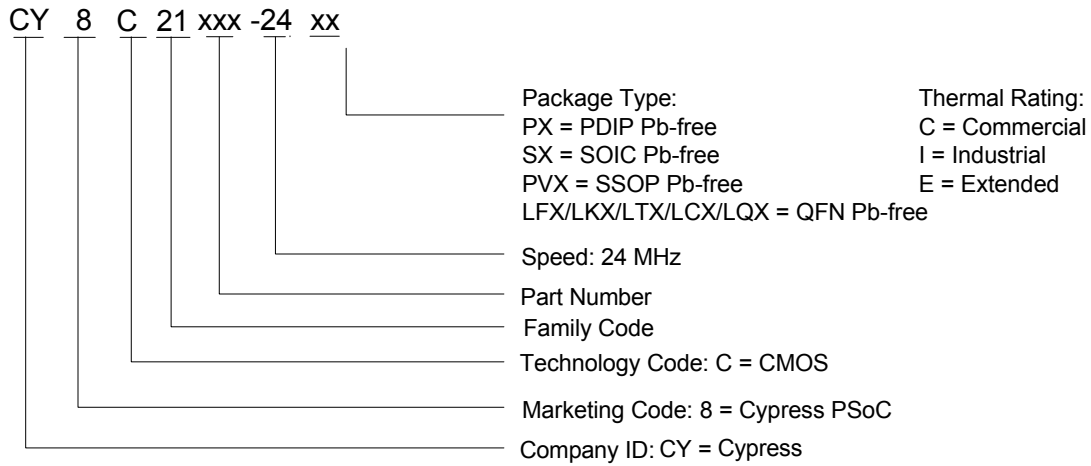 CY 8 C 21 xxx -24 xx
Package Type: Thermal Rating:
PX = PDIP Pb-free C = Commercial
SX = SOIC Pb-free I = Industrial
PVX = SSOP Pb-free E = Extended
LFX/LKX/LTX/LCX/LQX = QFN Pb-free
Speed: 24 MHz
Part Number
Family Code
Technology Code: C = CMOS
Marketing Code: 8 = Cypress PSoC
Company ID: CY = Cypress